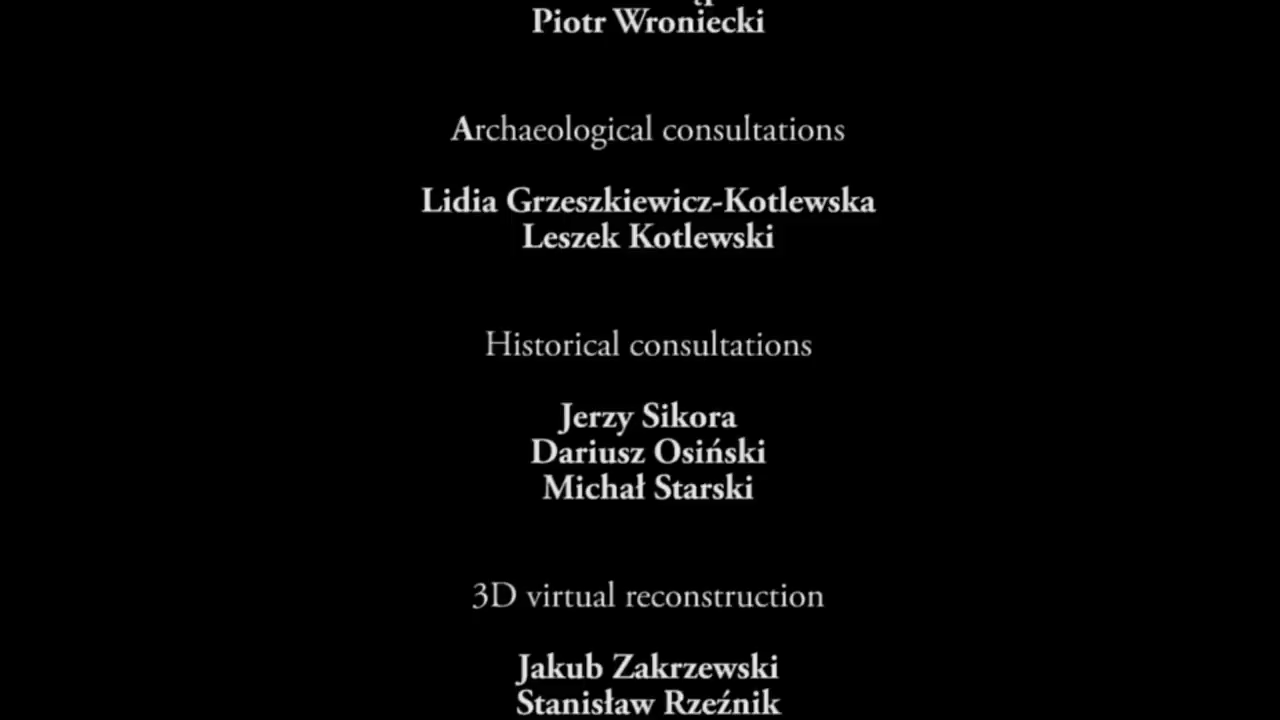 Piotr Wroniecki
Archaeological consultations
Lidia Grzeszkiewicz-Kotlewska
Leszek Kotlewski
Historical consultations
Jerzy Sikora
Dariusz Osiński
Michał Starski
3D virtual reconstruction
Jakub Zakrzewski
Stanisław Rzeźnik